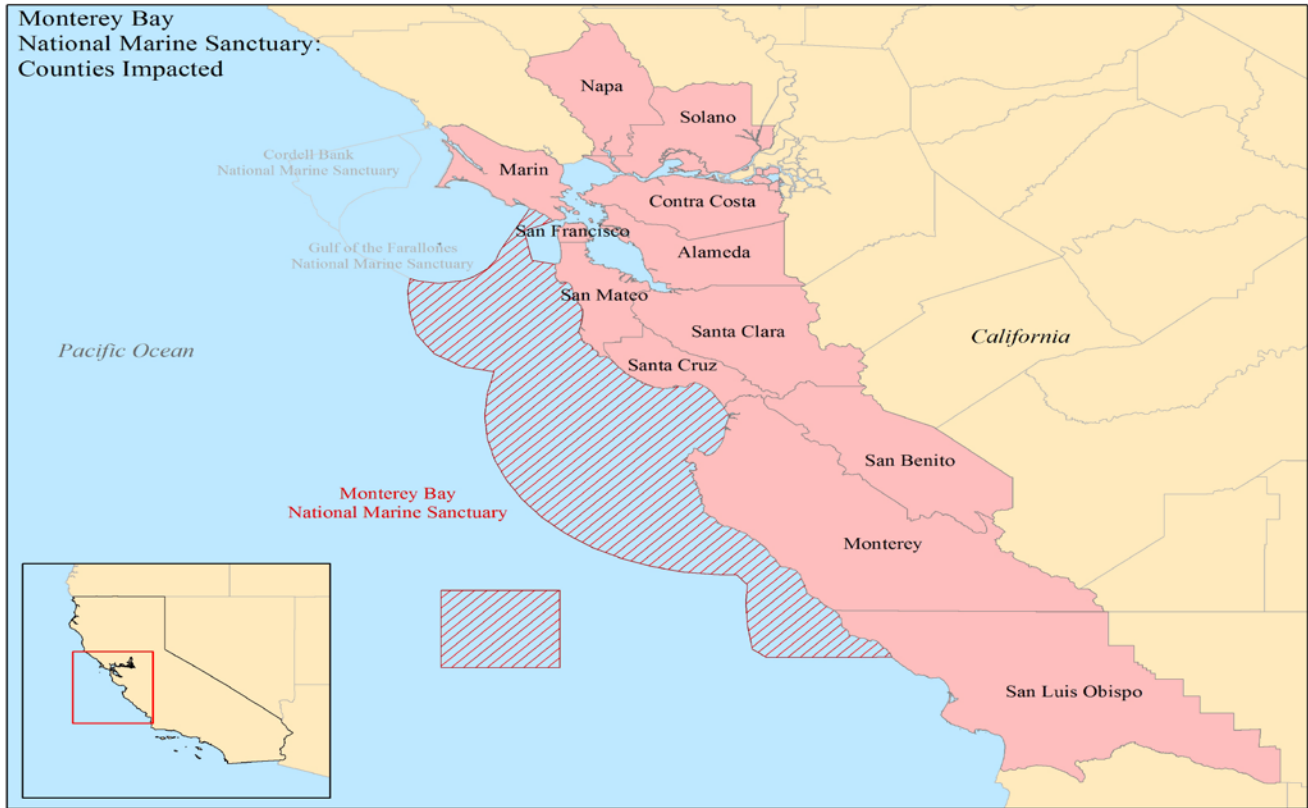 Monterey Bay
National Marine Sanctuary:
Counties Impacted
Napa
Solano
Cordell Bank
National Marine Sanctuary
Marin
Contra Costa
San Francisco
Gulf of the Farallones
National Marine Sanctuary
Alameda
San Mateo
Santa Clara
Pacific Ocean
California
Santa Cruz
San Benito
Monterey Bay
National Marine Sanctuary
Monterey
San Luis Obispo